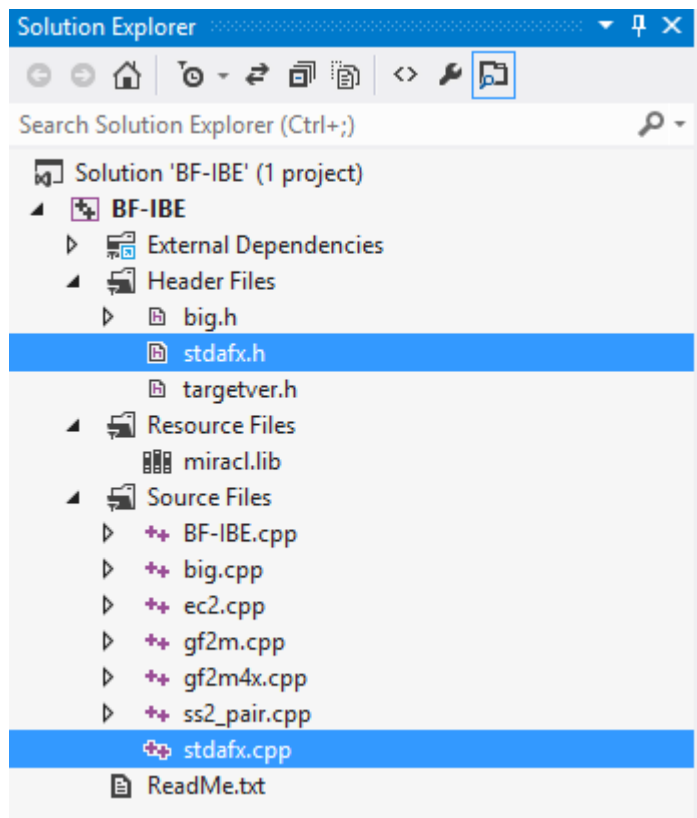 Solution Explorer
Search Solution Explorer (Ctrl+;)
Solution 'BF-IBE' (1 project)
BF-IBE
External Dependencies
Header Files
big.h
stdafx.h
targetver.h
Resource Files
miracl.lib
Source Files
BF-IBE.cpp
big.cpp
ec2.cpp
gf2m.cpp
gf2m4x.cpp
ss2_pair.cpp
stdafx.cpp
ReadMe.txt